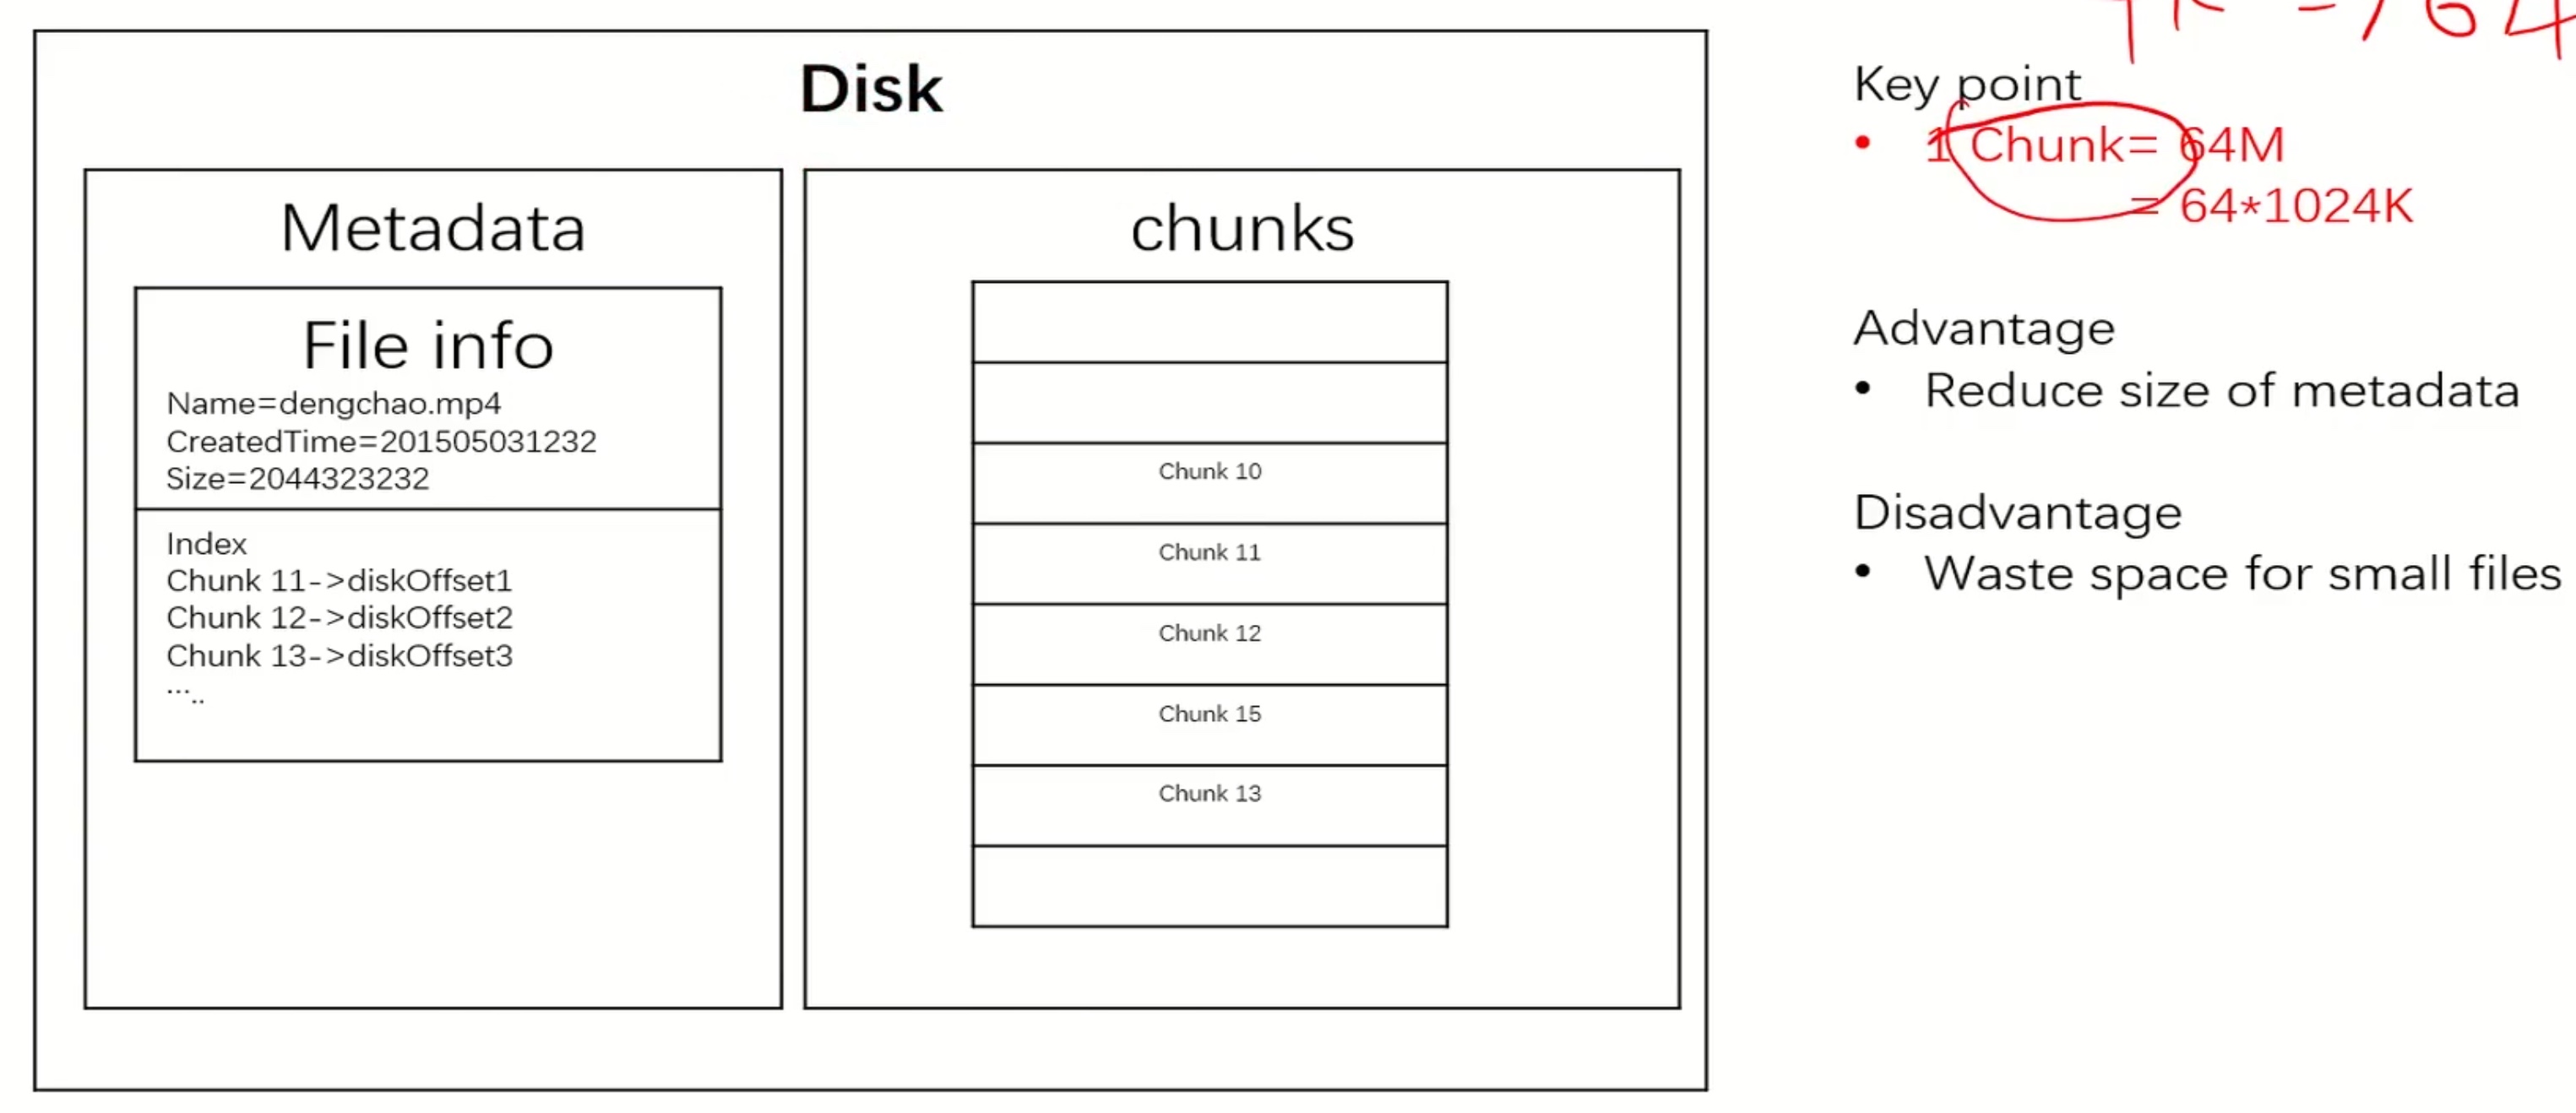 Disk
Metadata
File info
Name=dengchao.mp4
CreatedTime=201505031232
Size=2044323232
Index
Chunk 11->diskOffset1
Chunk 12->diskOffset2
Chunk 13->diskOffset3
.....
chunks
Chunk 10
Chunk 11
Chunk 12
Chunk 15
Chunk 13
Key point
• 1 Chunk= 64M
= 64*1024K
Advantage
• Reduce size of metadata
Disadvantage
• Waste space for small files